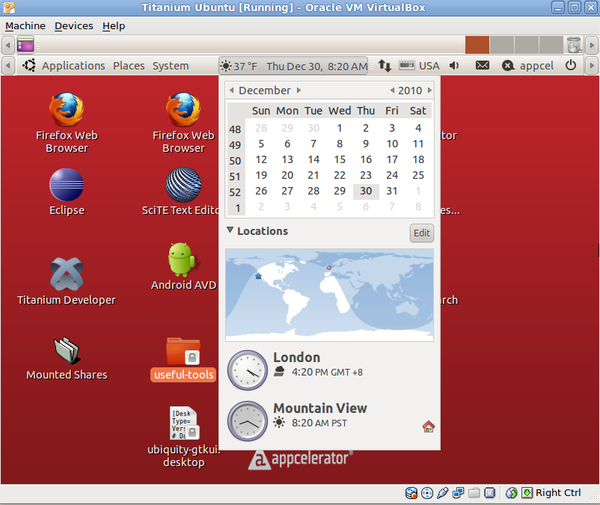 Titanium Ubuntu [Running] - Oracle VM VirtualBox
Machine Devices Help
Applications Places System 37 °F Thu Dec 30, 8:20 AM USA appcel
December 2010
Sun Mon Tue Wed Thu Fri Sat
48 28 29 30 1 2 3 4
49 5 6 7 8 9 10 11
50 12 13 14 15 16 17 18
51 19 20 21 22 23 24 25
52 26 27 28 29 30 31 1
1 2 3 4 5 6 7 8
Locations Edit
London
4:20 PM GMT +8
Mountain View
8:20 AM PST
Firefox Web
Browser
Firefox Web
Browser
Eclipse
SciTE Text Edito
Titanium Developer
Android AVD
Mounted Shares
useful-tools
[Desk
Type=
Vers
# D
ubiquity-gtkui.
desktop
tor
es...
rch
appcelerator
Right Ctrl